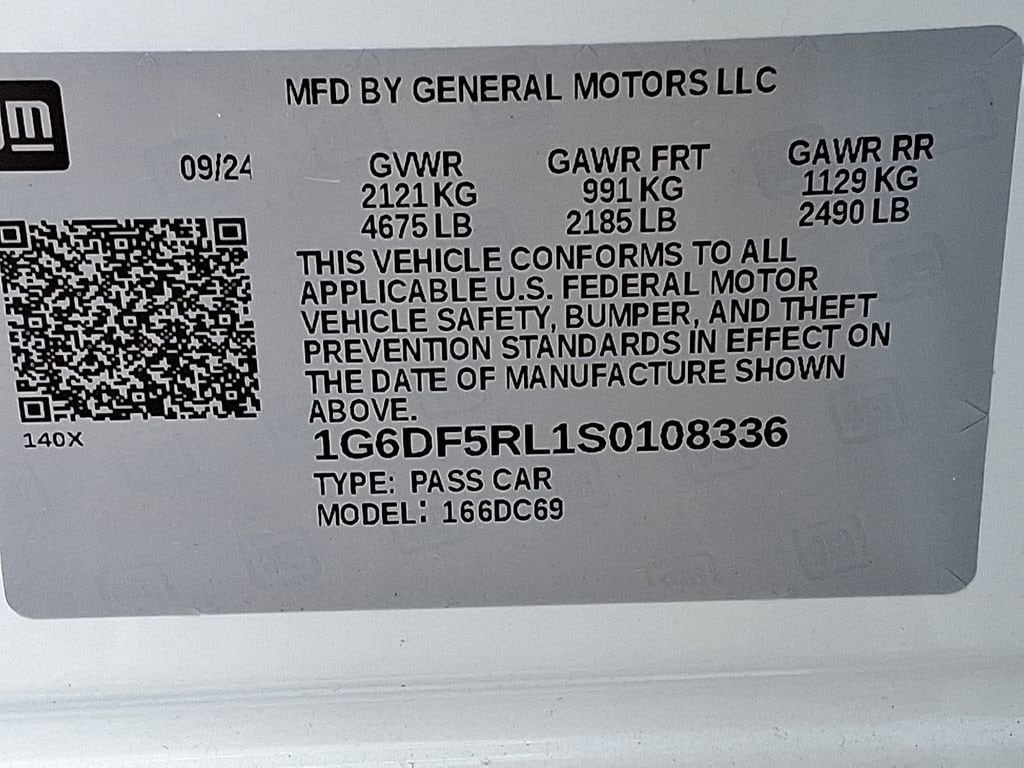 gm
MFD BY GENERAL MOTORS LLC
09/24 GVWR GAWR FRT GAWR RR
2121 KG 991 KG 1129 KG
4675 LB 2185 LB 2490 LB
THIS VEHICLE CONFORMS TO ALL
APPLICABLE U.S. FEDERAL MOTOR
VEHICLE SAFETY, BUMPER, AND THEFT
PREVENTION STANDARDS IN EFFECT ON
THE DATE OF MANUFACTURE SHOWN
ABOVE.
140X
1G6DF5RL1S0108336
TYPE: PASS CAR
MODEL: 166DC69